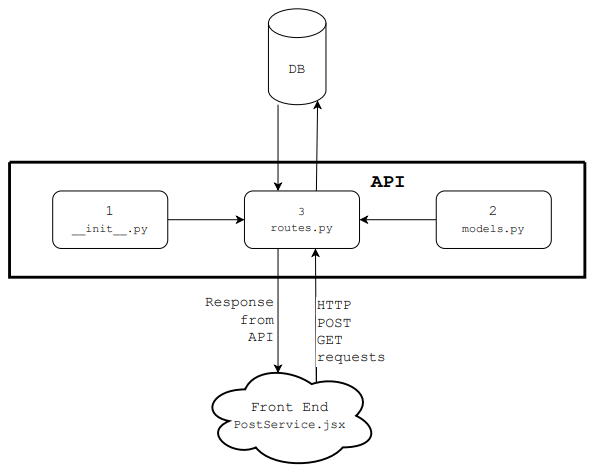 DB
API
1
__init__.py
3
routes.py
2
models.py
Response
from
API
HTTP
POST
GET
requests
Front End
PostService.jsx